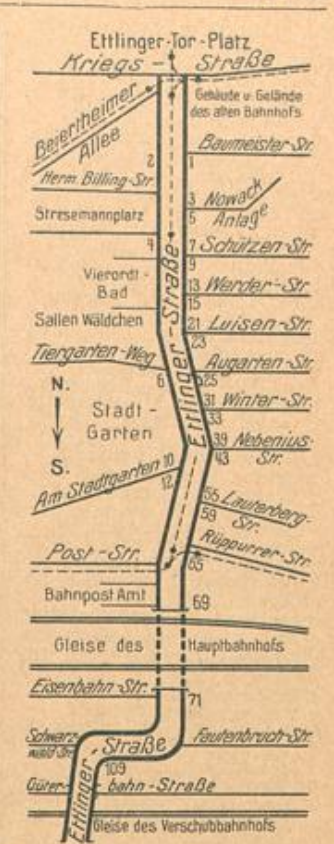 Ettlinger-Tor-Platz
Kriegs - Straße
Beiertheimer
Allee
Gebäude u. Gelände
des alten Bahnhofs
2
1
Baumeister-Str.
Herm. Billing-Str.
3
Nowack
5
Anlage
Stresemannplatz
4
7
Schützen-Str.
9
Vierordt-
Bad
13
Werder-Str.
15
Sallen Wäldchen
21
Luisen-Str.
23
Ettlinger-Straße
Tiergarten-Weg
6
Augarten-Str.
25
N.
S.
Stadt-
Garten
31
Winter-Str.
33
39
Nebenius-
Str.
43
Am Stadtgarten
10
12
55
Lauterberg-
Str.
59
Rüppurrer-Str.
Post-Str.
65
Bahnpost Amt
69
Gleise des Hauptbahnhofs
Eisenbahn-Str.
71
Schwarz-
wald-Str.
Ettlinger-Straße
Fautenbruch-Str.
109
Güter-bahn-Straße
Gleise des Verschubbahnhofs